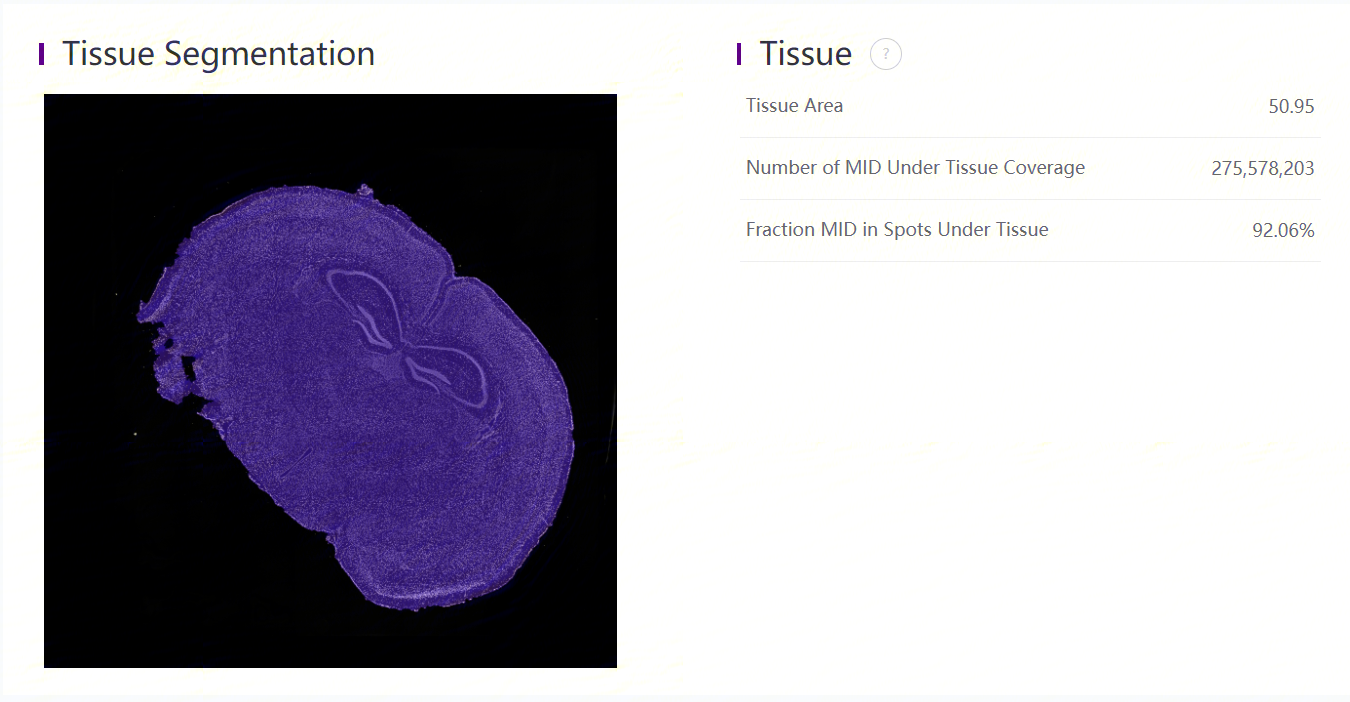 Tissue Segmentation
Tissue ?
Tissue Area 50.95
Number of MID Under Tissue Coverage 275,578,203
Fraction MID in Spots Under Tissue 92.06%